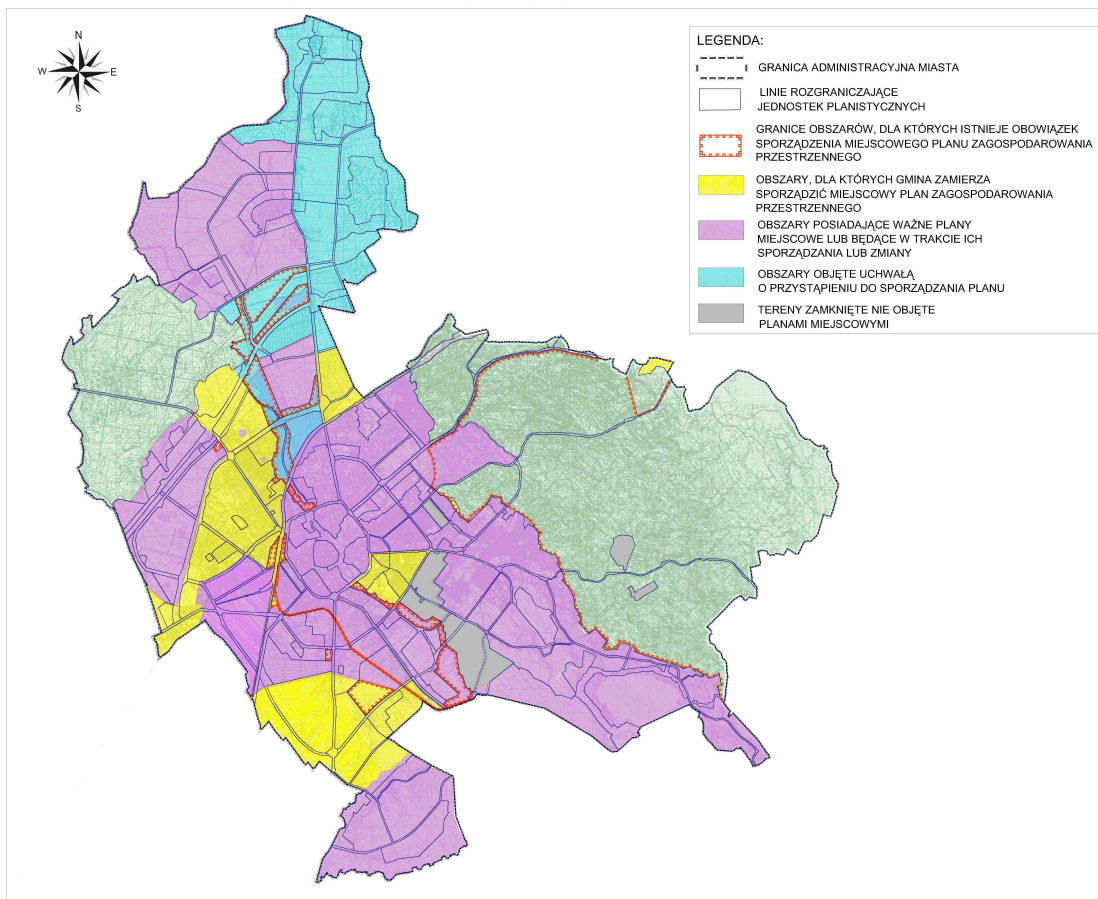 N
W
E
S
LEGENDA:
GRANICA ADMINISTRACYJNA MIASTA
LINIE ROZGRANICZAJĄCE
JEDNOSTEK PLANISTYCZNYCH
GRANICE OBSZARÓW, DLA KTÓRYCH ISTNIEJE OBOWIĄZEK
SPORZĄDZENIA MIEJSCOWEGO PLANU ZAGOSPODAROWANIA
PRZESTRZENNEGO
OBSZARY, DLA KTÓRYCH GMINA ZAMIERZA
SPORZĄDZIĆ MIEJSCOWY PLAN ZAGOSPODAROWANIA
PRZESTRZENNEGO
OBSZARY POSIADAJĄCE WAŻNE PLANY
MIEJSCOWE LUB BĘDĄCE W TRAKCIE ICH
SPORZĄDZANIA LUB ZMIANY
OBSZARY OBJĘTE UCHWAŁĄ
O PRZYSTĄPIENIU DO SPORZĄDZANIA PLANU
TERENY ZAMKNIĘTE NIE OBJĘTE
PLANAMI MIEJSCOWYMI